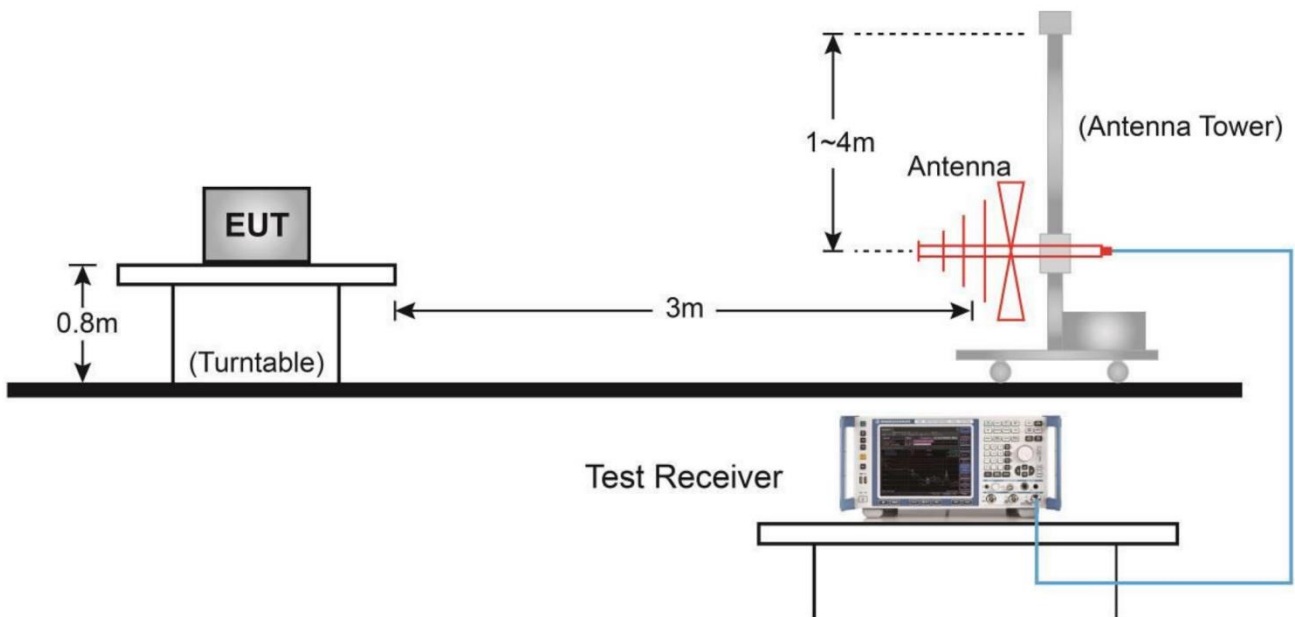 1~4m
(Antenna Tower)
Antenna
EUT
0.8m
3m
(Turntable)
Test Receiver